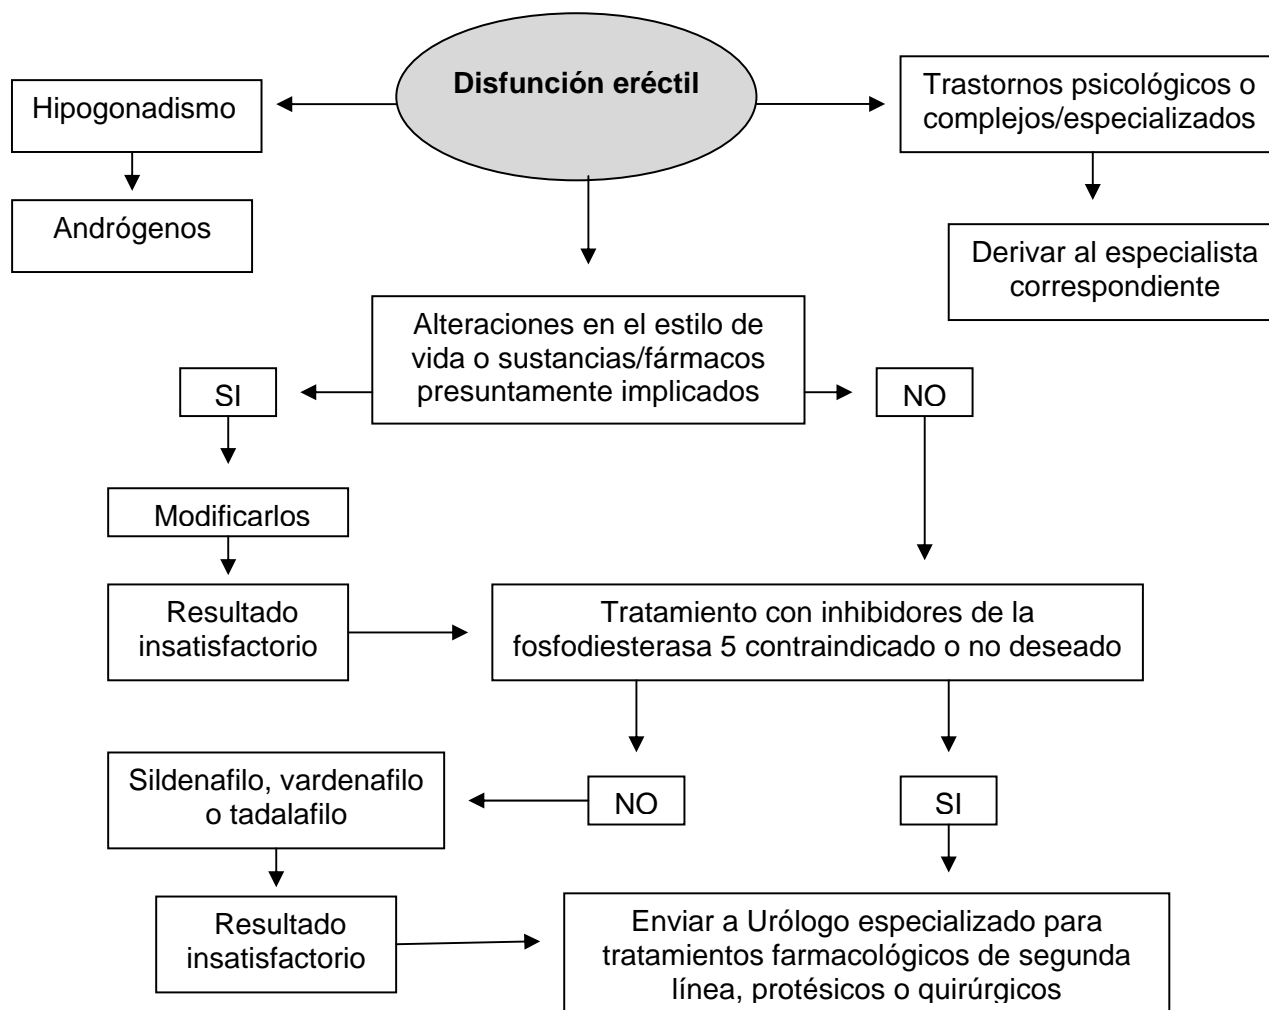 Disfunción eréctil
Hipogonadismo
Trastornos psicológicos o
complejos/especializados
Andrógenos
Derivar al especialista
correspondiente
Alteraciones en el estilo de
vida o sustancias/fármacos
presuntamente implicados
SI
NO
Modificarlos
Resultado
insatisfactorio
Tratamiento con inhibidores de la
fosfodiesterasa 5 contraindicado o no deseado
Sildenafilo, vardenafilo
o tadalafilo
NO
SI
Resultado
insatisfactorio
Enviar a Urólogo especializado para
tratamientos farmacológicos de segunda
línea, protésicos o quirúrgicos